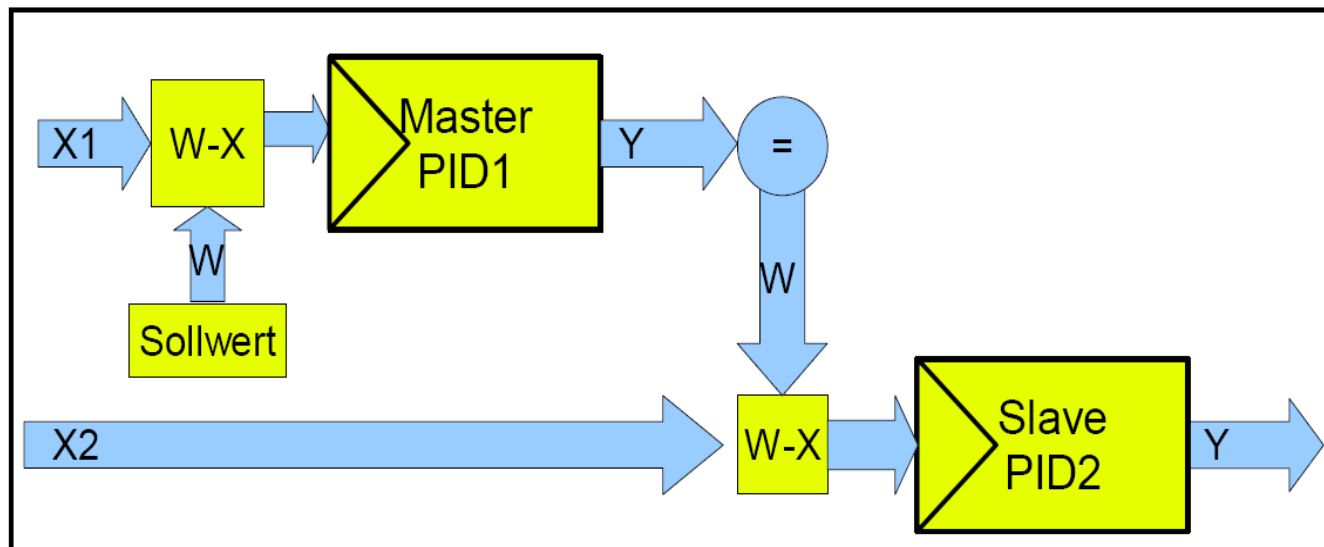 X1
W-X
Master
PID1
Y
=
W
Sollwert
W
X2
W-X
Slave
PID2
Y